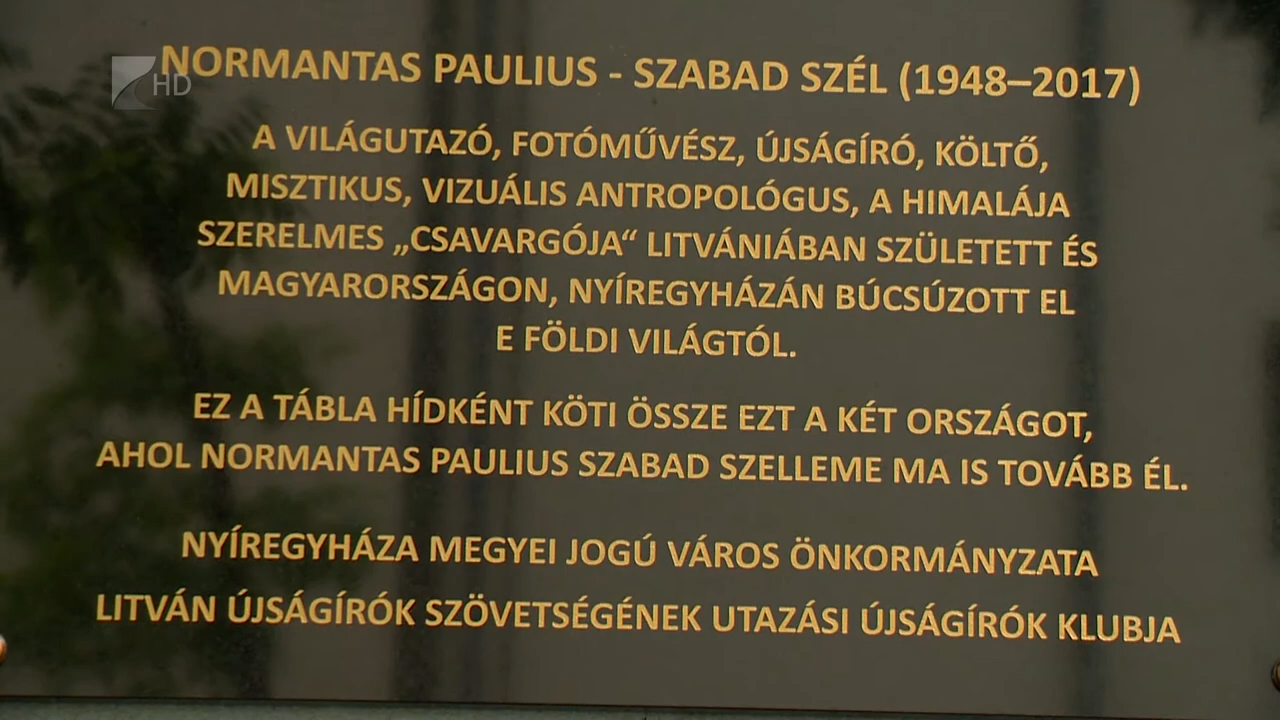 HD
NORMANTAS PAULIUS - SZABAD SZÉL (1948–2017)
A VILÁGUTAZÓ, FOTÓMŰVÉSZ, ÚJSÁGÍRÓ, KÖLTŐ,
MISZTIKUS, VIZUÁLIS ANTROPOLÓGUS, A HIMALÁJA
SZERELMES „CSAVARGÓJA“ LITVÁNIÁBAN SZÜLETETT ÉS
MAGYARORSZÁGON, NYÍREGYHÁZÁN BÚCSÚZOTT EL
E FÖLDI VILÁGTÓL.
EZ A TÁBLA HÍDKÉNT KÖTI ÖSSZE EZT A KÉT ORSZÁGOT,
AHOL NORMANTAS PAULIUS SZABAD SZELLEME MA IS TOVÁBB ÉL.
NYÍREGYHÁZA MEGYEI JOGÚ VÁROS ÖNKORMÁNYZATA
LITVÁN ÚJSÁGÍRÓK SZÖVETSÉGÉNEK UTAZÁSI ÚJSÁGÍRÓK KLUBJA